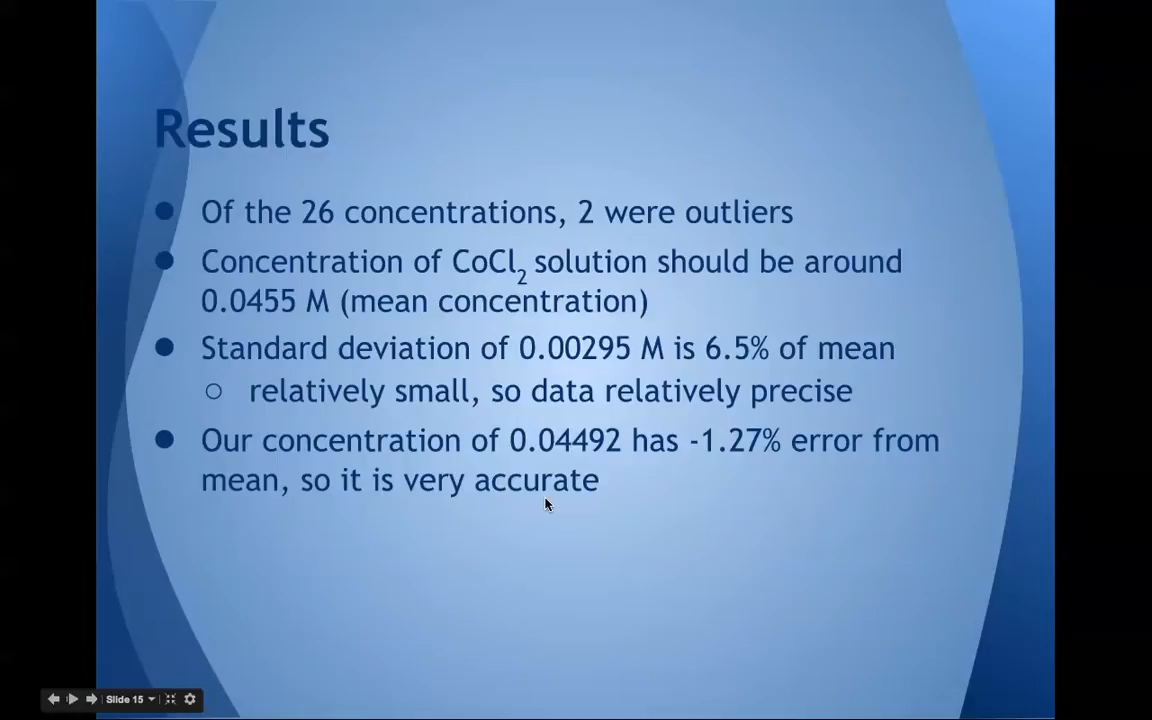 Results
● Of the 26 concentrations, 2 were outliers
● Concentration of CoCl₂ solution should be around
0.0455 M (mean concentration)
● Standard deviation of 0.00295 M is 6.5% of mean
○ relatively small, so data relatively precise
● Our concentration of 0.04492 has -1.27% error from
mean, so it is very accurate
Slide 15